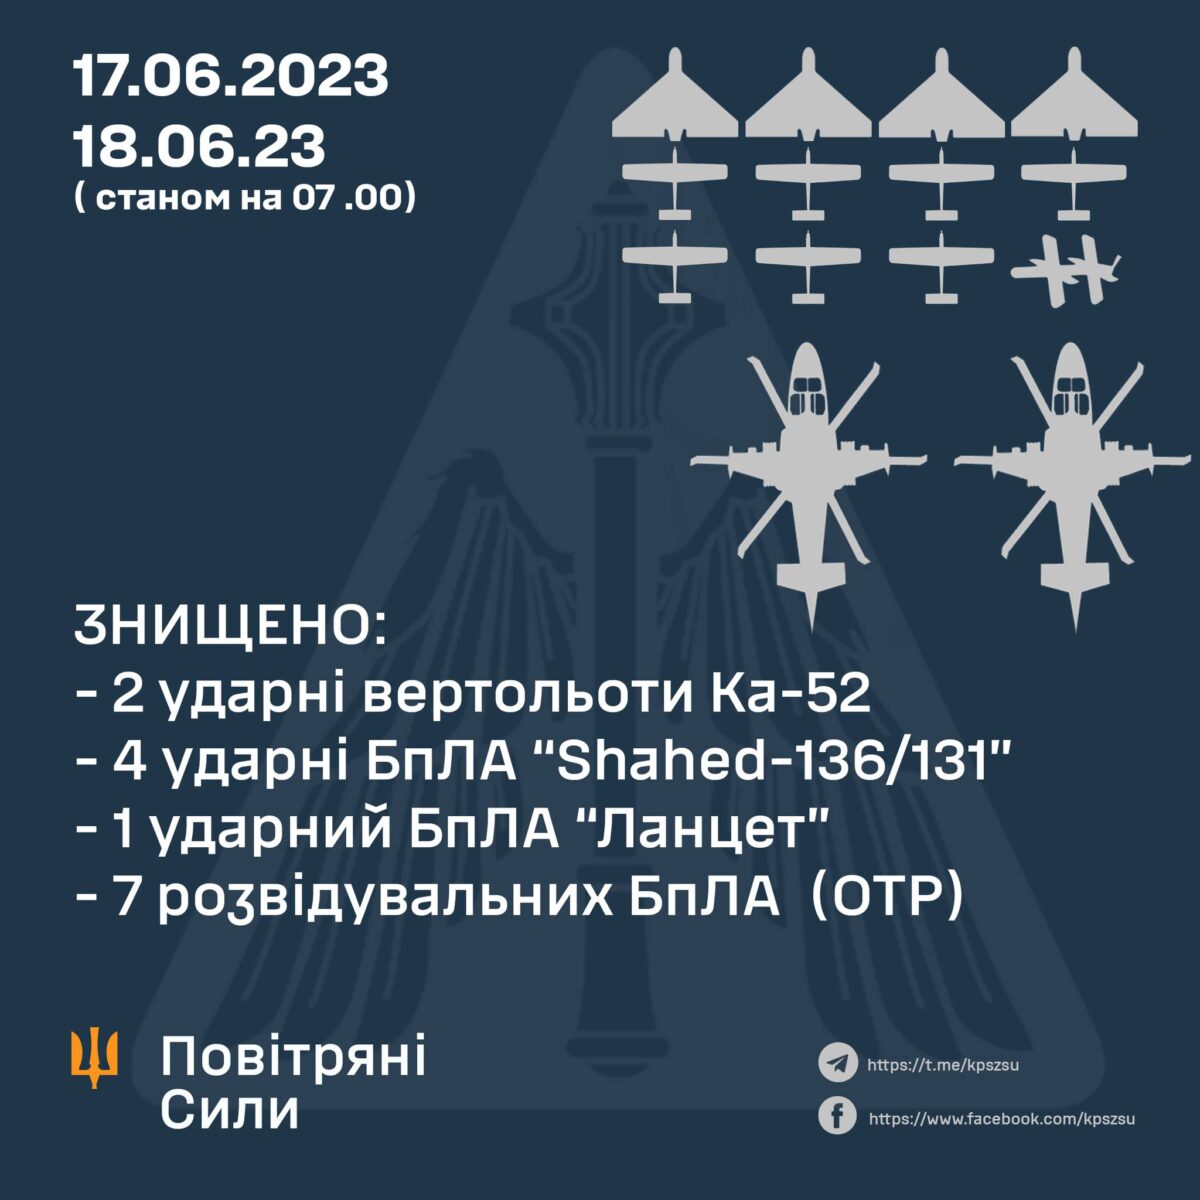 17.06.2023
18.06.23
( станом на 07 .00)
ЗНИЩЕНО:
- 2 ударні вертольоти Ка-52
- 4 ударні БпЛА “Shahed-136/131”
- 1 ударний БпЛА “Ланцет”
- 7 розвідувальних БпЛА (ОТР)
Повітряні
Сили
https://t.me/kpszsu
https://www.facebook.com/kpszsu